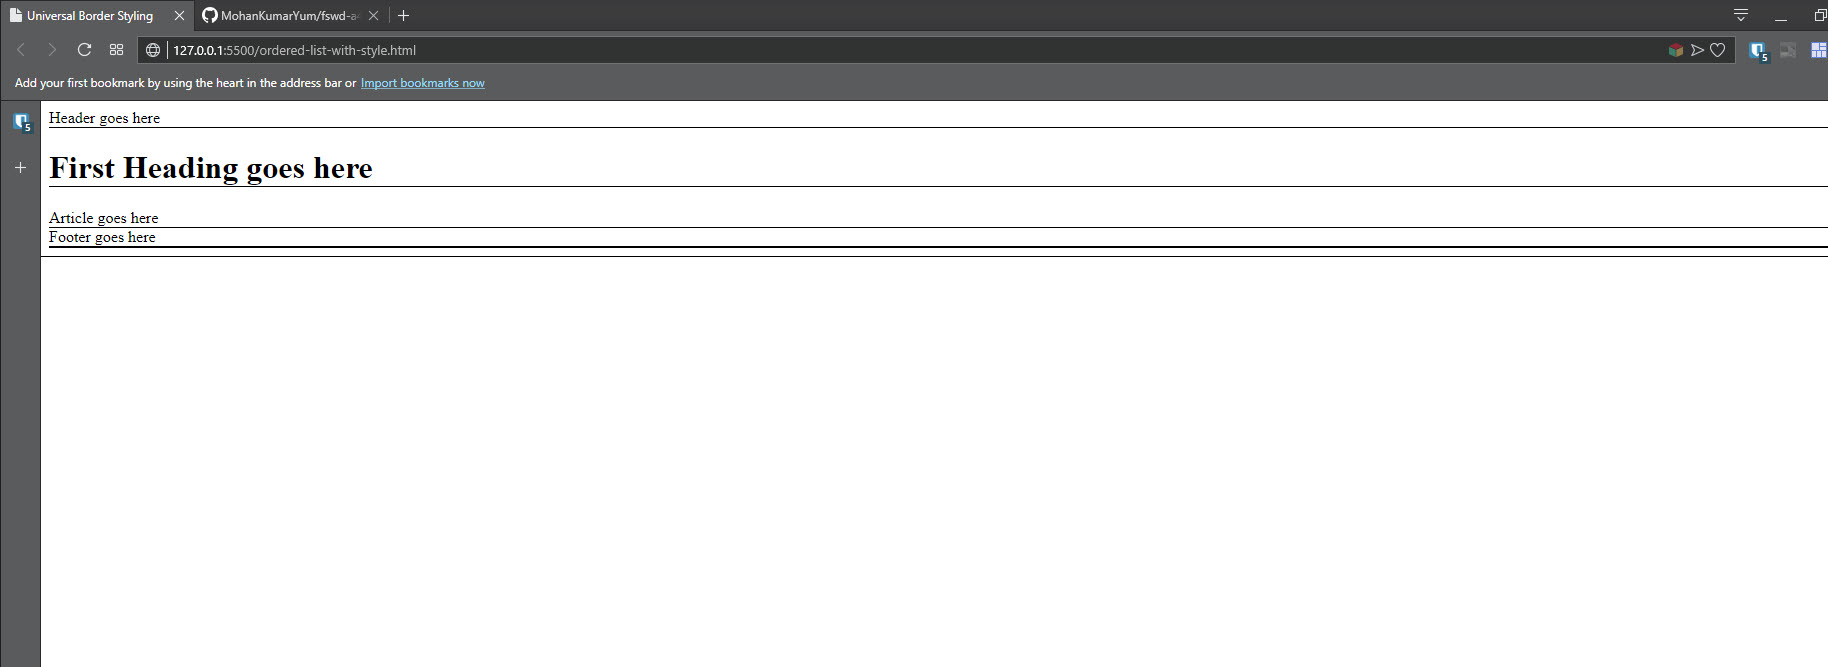 Universal Border Styling
MohanKumarYum/fswd-a
127.0.0.1:5500/ordered-list-with-style.html
5
Add your first bookmark by using the heart in the address bar or Import bookmarks now
5
Header goes here
First Heading goes here
Article goes here
Footer goes here